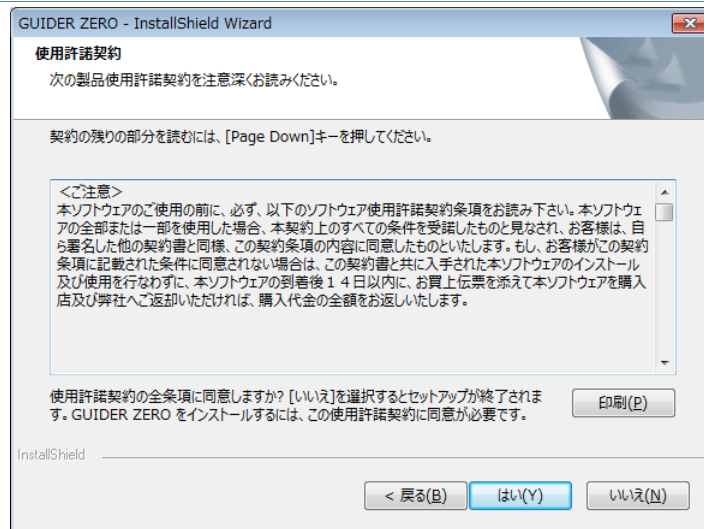 GUIDER ZERO - InstallShield Wizard
使用許諾契約
次の製品使用許諾契約を注意深くお読みください。
契約の残りの部分を読むには、[Page Down]キーを押してください。
＜ご注意＞
本ソフトウェアのご使用の前に、必ず、以下のソフトウェア使用許諾契約条項をお読み下さい。本ソフトウェ
アの全部または一部を使用した場合、本契約上のすべての条件を受諾したものと見なされ、お客様は、自
ら署名した他の契約書と同様、この契約条項の内容に同意したものといたします。もし、お客様がこの契約
条項に記載された条件に同意されない場合は、この契約書と共に入手された本ソフトウェアのインストール
及び使用を行なわずに、本ソフトウェアの到着後１４日以内に、お買上伝票を添えて本ソフトウェアを購入
店及び弊社へご返却いただければ、購入代金の全額をお返しいたします。
使用許諾契約の全条項に同意しますか? [いいえ]を選択するとセットアップが終了されま
す。GUIDER ZERO をインストールするには、この使用許諾契約に同意が必要です。
印刷(P)
InstallShield
< 戻る(B)
はい(Y)
いいえ(N)